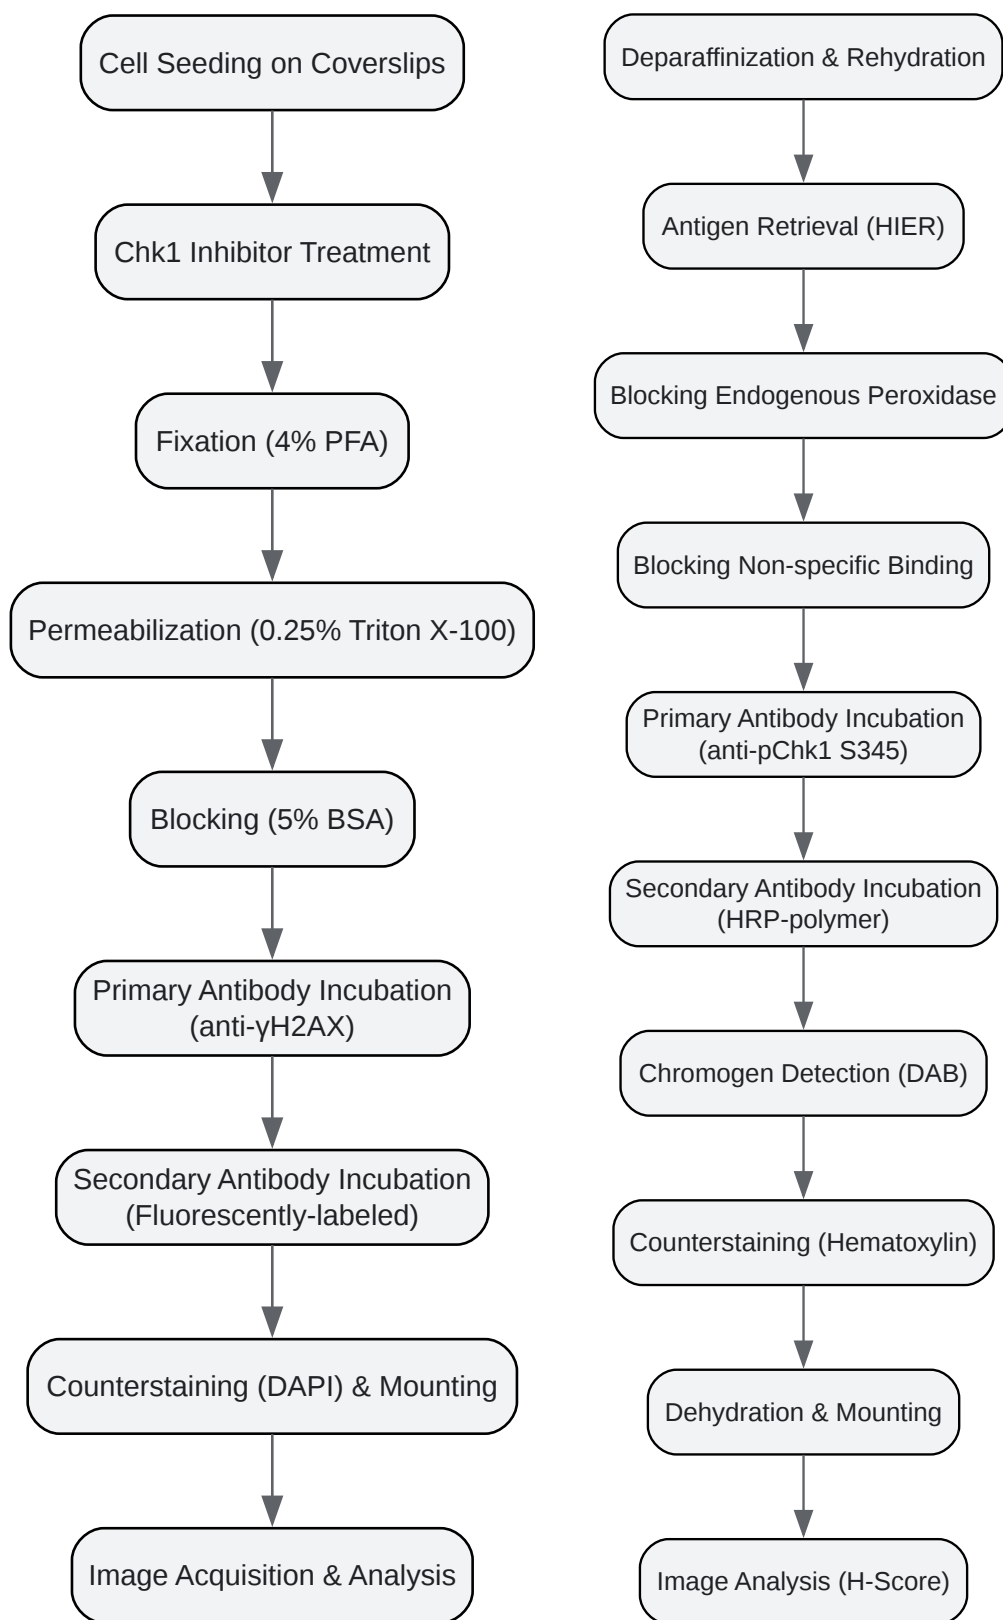 Cell Seeding on Coverslips
Chk1 Inhibitor Treatment
Fixation (4% PFA)
Permeabilization (0.25% Triton X-100)
Blocking (5% BSA)
Primary Antibody Incubation
(anti-γH2AX)
Secondary Antibody Incubation
(Fluorescently-labeled)
Counterstaining (DAPI) & Mounting
Image Acquisition & Analysis
Deparaffinization & Rehydration
Antigen Retrieval (HIER)
Blocking Endogenous Peroxidase
Blocking Non-specific Binding
Primary Antibody Incubation
(anti-pChk1 S345)
Secondary Antibody Incubation
(HRP-polymer)
Chromogen Detection (DAB)
Counterstaining (Hematoxylin)
Dehydration & Mounting
Image Analysis (H-Score)